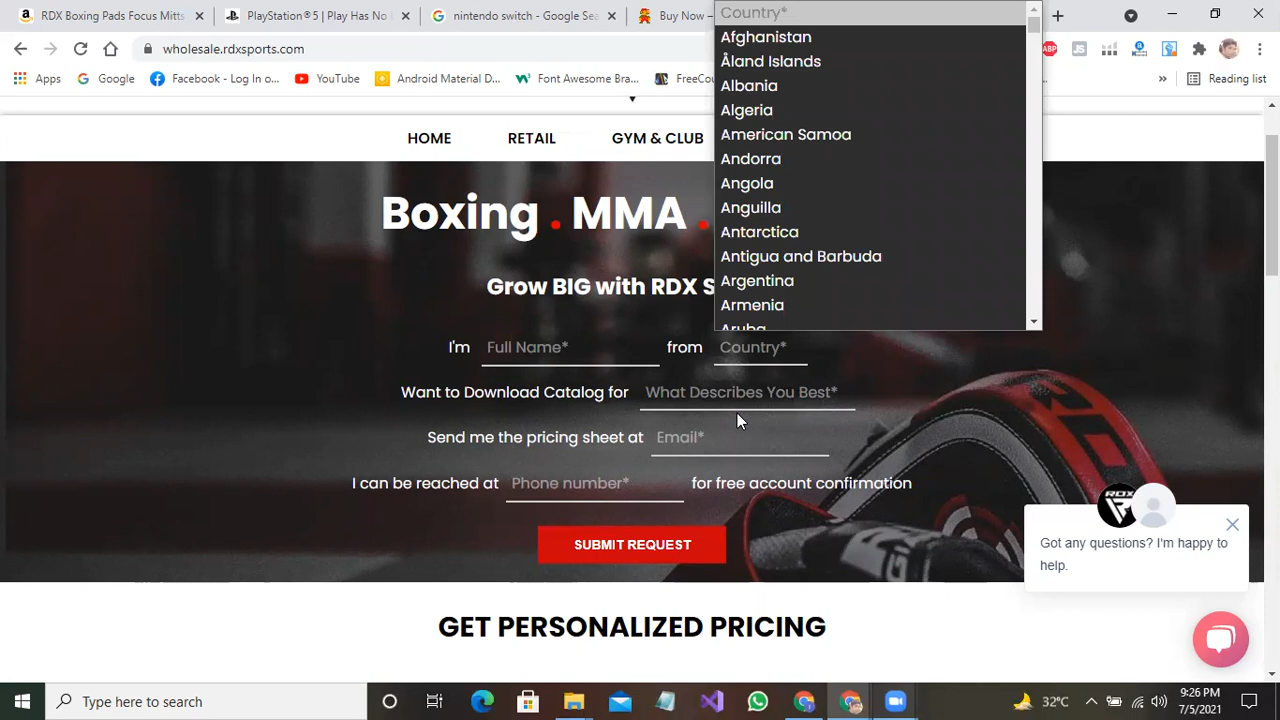 RDX Boxing Pads Focus Mitts
PlayStation®5 | Play Has No
nintendo switch - Google Sea
Buy Now –
wholesale.rdxsports.com
ABP
JS
Apps
Google
Facebook - Log In o...
YouTube
Android Material D...
Font Awesome Bra...
FreeCou
»
Reading list
Country*
Afghanistan
Åland Islands
Albania
Algeria
American Samoa
Andorra
Angola
Anguilla
Antarctica
Antigua and Barbuda
Argentina
Armenia
Aruba
HOME
RETAIL
GYM & CLUB
Boxing . MMA .
Grow BIG with RDX S
I'm Full Name* from Country*
Want to Download Catalog for What Describes You Best*
Send me the pricing sheet at Email*
I can be reached at Phone number* for free account confirmation
SUBMIT REQUEST
RDX
Got any questions? I'm happy to
help.
GET PERSONALIZED PRICING
Type here to search
32°C
9:26 PM
7/5/2021